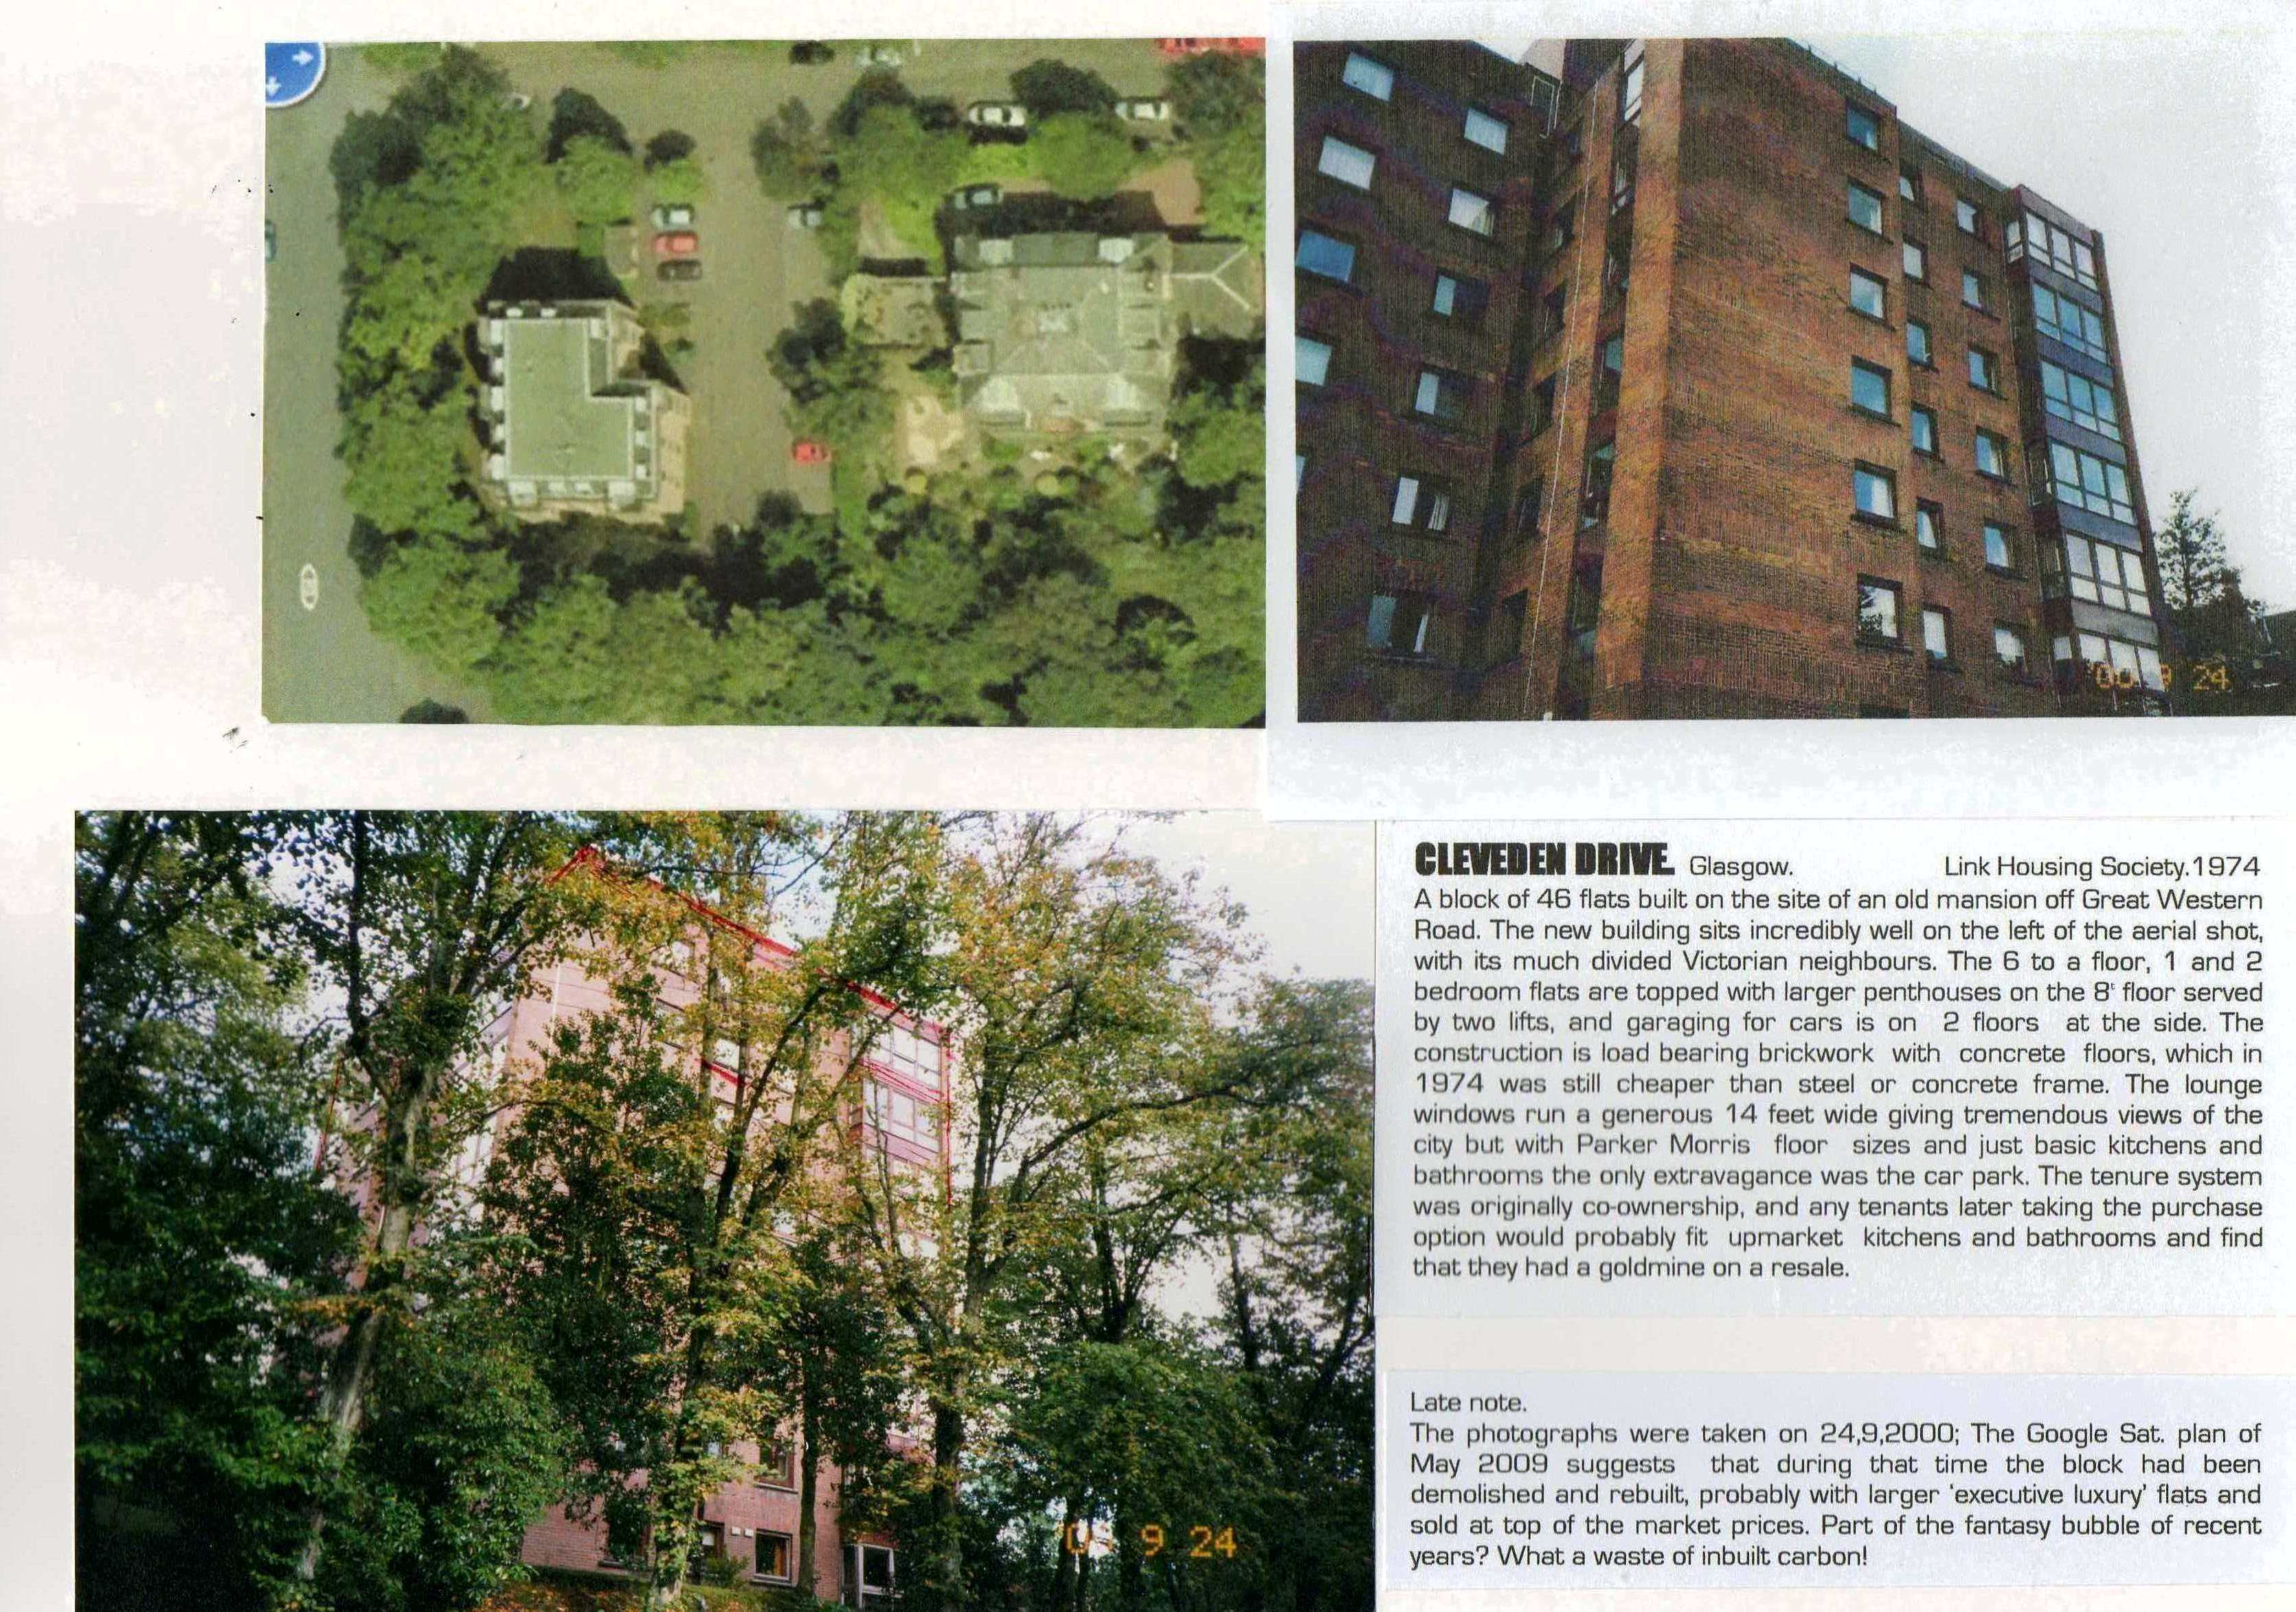 '00 9 24
CLEVEDEN DRIVE Glasgow. Link Housing Society.1974
A block of 46 flats built on the site of an old mansion off Great Western
Road. The new building sits incredibly well on the left of the aerial shot,
with its much divided Victorian neighbours. The 6 to a floor, 1 and 2
bedroom flats are topped with larger penthouses on the 8' floor served
by two lifts, and garaging for cars is on 2 floors at the side. The
construction is load bearing brickwork with concrete floors, which in
1974 was still cheaper than steel or concrete frame. The lounge
windows run a generous 14 feet wide giving tremendous views of the
city but with Parker Morris floor sizes and just basic kitchens and
bathrooms the only extravagance was the car park. The tenure system
was originally co-ownership, and any tenants later taking the purchase
option would probably fit upmarket kitchens and bathrooms and find
that they had a goldmine on a resale.
9 24
Late note.
The photographs were taken on 24,9,2000; The Google Sat. plan of
May 2009 suggests that during that time the block had been
demolished and rebuilt, probably with larger 'executive luxury' flats and
sold at top of the market prices. Part of the fantasy bubble of recent
years? What a waste of inbuilt carbon!